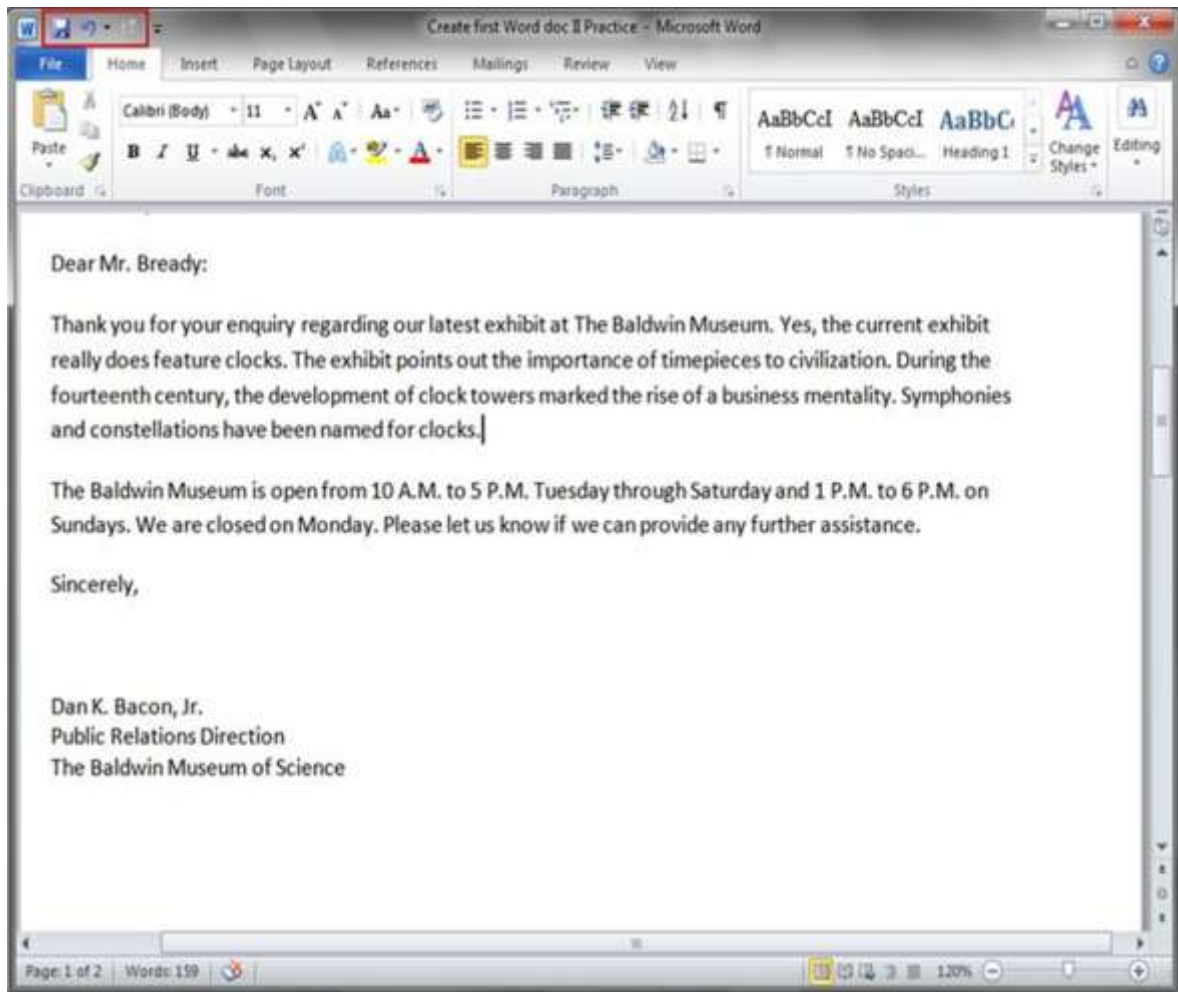 W
Create first Word doc II Practice - Microsoft Word
File Home Insert Page Layout References Mailings Review View
Calibri (Body) 11 A A Aa
AaBbCcI AaBbCcI AaBbC
A A
Paste
B I U abc x, x² A A
¶ Normal ¶ No Spaci... Heading 1
Change Styles
Editing
Clipboard Font Paragraph Styles
Dear Mr. Bready:
Thank you for your enquiry regarding our latest exhibit at The Baldwin Museum. Yes, the current exhibit
really does feature clocks. The exhibit points out the importance of timepieces to civilization. During the
fourteenth century, the development of clock towers marked the rise of a business mentality. Symphonies
and constellations have been named for clocks.
The Baldwin Museum is open from 10 A.M. to 5 P.M. Tuesday through Saturday and 1 P.M. to 6 P.M. on
Sundays. We are closed on Monday. Please let us know if we can provide any further assistance.
Sincerely,
Dan K. Bacon, Jr.
Public Relations Direction
The Baldwin Museum of Science
Page: 1 of 2 Words: 159 120%